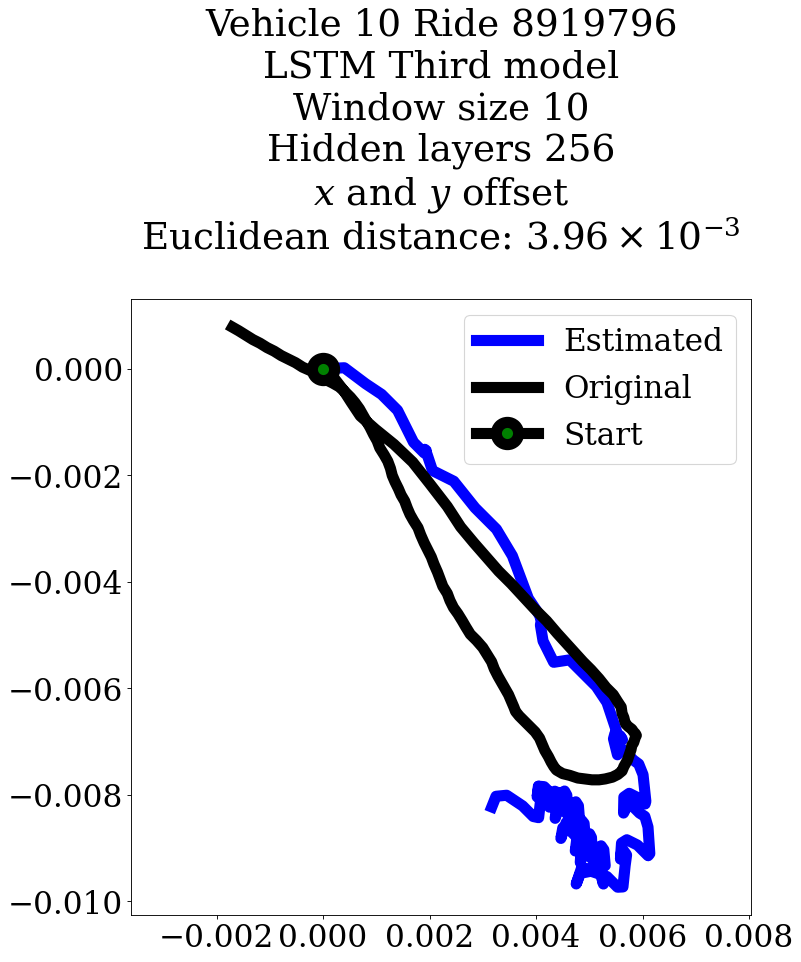 Vehicle 10 Ride 8919796
LSTM Third model
Window size 10
Hidden layers 256
x and y offset
Euclidean distance: 3.96 × 10⁻³
Estimated
Original
Start
0.000
−0.002
−0.004
−0.006
−0.008
−0.010
−0.002 0.000 0.002 0.004 0.006 0.008